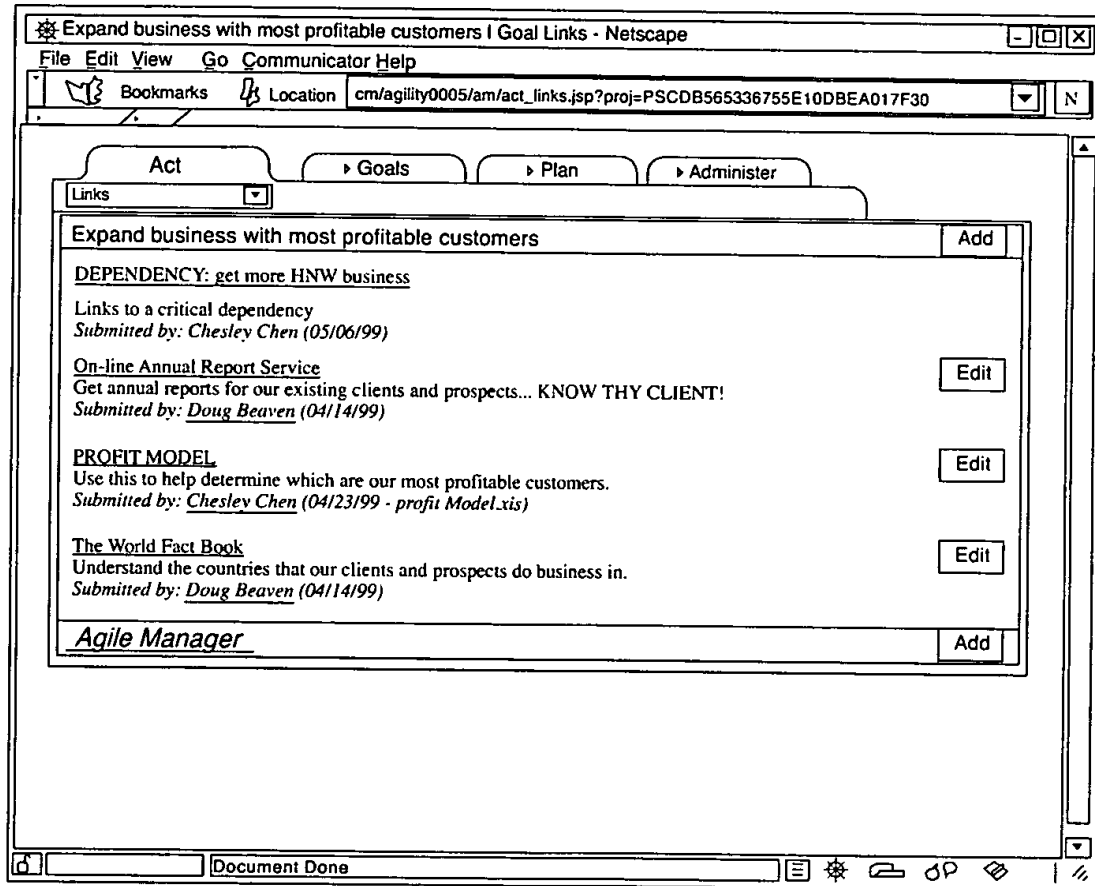 Expand business with most profitable customers | Goal Links - Netscape
File Edit View Go Communicator Help
Bookmarks Location cm/agility0005/am/act_links.jsp?proj=PSCDB565336755E10DBEA017F30 N
Act Goals Plan Administer
Links
Expand business with most profitable customers Add
DEPENDENCY: get more HNW business
Links to a critical dependency
Submitted by: Chesley Chen (05/06/99)
On-line Annual Report Service Edit
Get annual reports for our existing clients and prospects... KNOW THY CLIENT!
Submitted by: Doug Beaven (04/14/99)
PROFIT MODEL Edit
Use this to help determine which are our most profitable customers.
Submitted by: Chesley Chen (04/23/99 - profit Model.xis)
The World Fact Book Edit
Understand the countries that our clients and prospects do business in.
Submitted by: Doug Beaven (04/14/99)
Agile Manager Add
Document Done